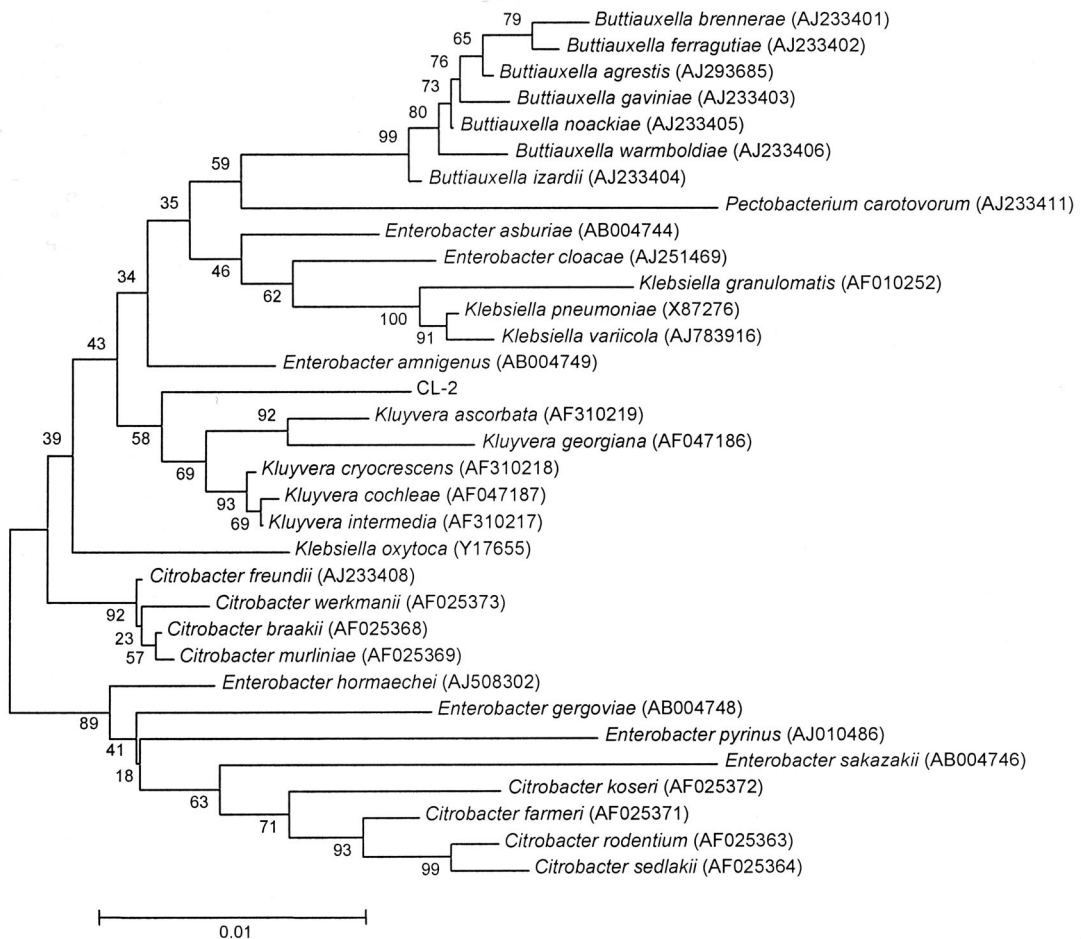 79 Buttiauxella brennerae (AJ233401)
65 Buttiauxella ferragutiae (AJ233402)
76 Buttiauxella agrestis (AJ293685)
73 Buttiauxella gaviniae (AJ233403)
80 Buttiauxella noackiae (AJ233405)
99 Buttiauxella warmboldiae (AJ233406)
59 Buttiauxella izardii (AJ233404)
35 Pectobacterium carotovorum (AJ233411)
Enterobacter asburiae (AB004744)
46 Enterobacter cloacae (AJ251469)
34 62 Klebsiella granulomatis (AF010252)
100 Klebsiella pneumoniae (X87276)
43 91 Klebsiella variicola (AJ783916)
Enterobacter amnigenus (AB004749)
CL-2
92 Kluyvera ascorbata (AF310219)
39 58 Kluyvera georgiana (AF047186)
69 Kluyvera cryocrescens (AF310218)
93 Kluyvera cochleae (AF047187)
69 Kluyvera intermedia (AF310217)
Klebsiella oxytoca (Y17655)
Citrobacter freundii (AJ233408)
92 Citrobacter werkmanii (AF025373)
23 Citrobacter braakii (AF025368)
57 Citrobacter murliniae (AF025369)
Enterobacter hormaechei (AJ508302)
89 Enterobacter gergoviae (AB004748)
41 Enterobacter pyrinus (AJ010486)
18 Enterobacter sakazakii (AB004746)
63 Citrobacter koseri (AF025372)
71 Citrobacter farmeri (AF025371)
93 Citrobacter rodentium (AF025363)
99 Citrobacter sedlakii (AF025364)
0.01